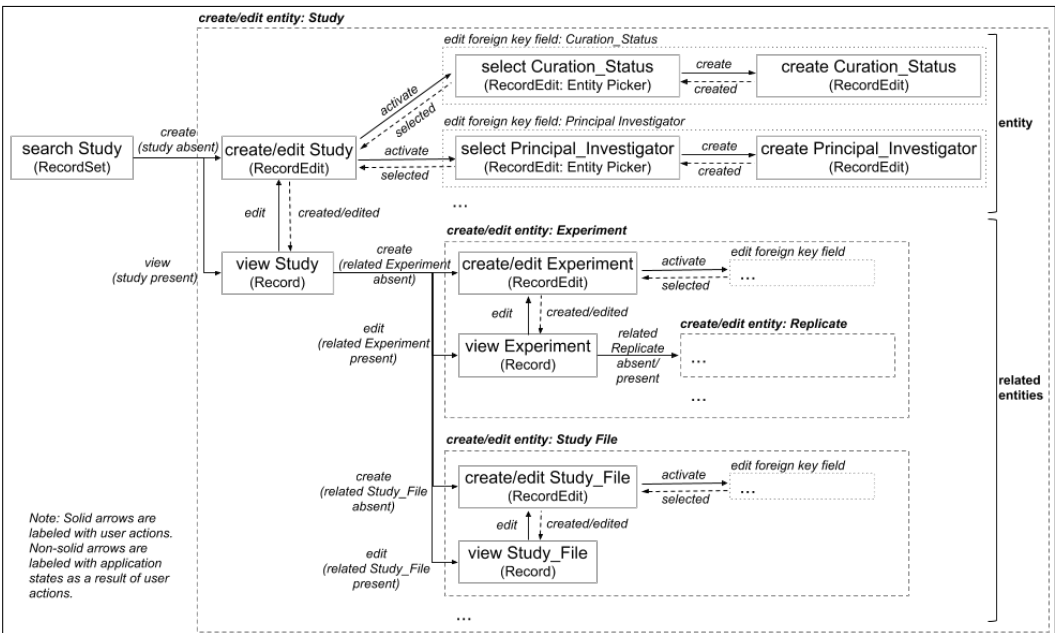 create/edit entity: Study
edit foreign key field: Curation_Status
select Curation_Status
(RecordEdit: Entity Picker)
create
created
create Curation_Status
(RecordEdit)
activate
selected
edit foreign key field: Principal Investigator
entity
search Study
(RecordSet)
create
(study absent)
create/edit Study
(RecordEdit)
activate
selected
select Principal_Investigator
(RecordEdit: Entity Picker)
create
created
create Principal_Investigator
(RecordEdit)
...
edit
created/edited
view
(study present)
view Study
(Record)
create
(related Experiment
absent)
create/edit entity: Experiment
create/edit Experiment
(RecordEdit)
activate
selected
edit foreign key field
...
edit
created/edited
edit
(related Experiment
present)
view Experiment
(Record)
related
Replicate
absent/
present
create/edit entity: Replicate
...
...
related
entities
create/edit entity: Study File
create
(related Study_File
absent)
create/edit Study_File
(RecordEdit)
activate
selected
edit foreign key field
...
edit
created/edited
edit
(related Study_File
present)
view Study_File
(Record)
...
Note: Solid arrows are
labeled with user actions.
Non-solid arrows are
labeled with application
states as a result of user
actions.